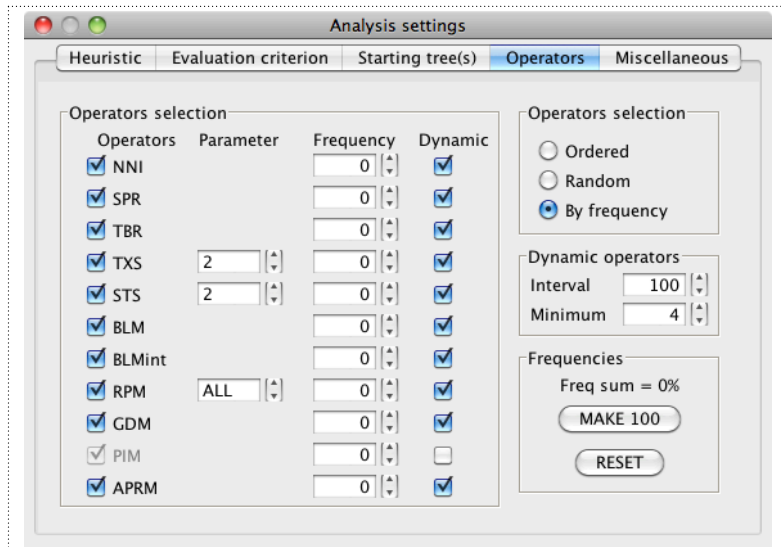 Analysis settings
Heuristic Evaluation criterion Starting tree(s) Operators Miscellaneous
Operators selection
Operators Parameter Frequency Dynamic
NNI 0
SPR 0
TBR 0
TXS 2 0
STS 2 0
BLM 0
BLMint 0
RPM ALL 0
GDM 0
PIM 0
APRM 0
Operators selection
Ordered
Random
By frequency
Dynamic operators
Interval 100
Minimum 4
Frequencies
Freq sum = 0%
MAKE 100
RESET